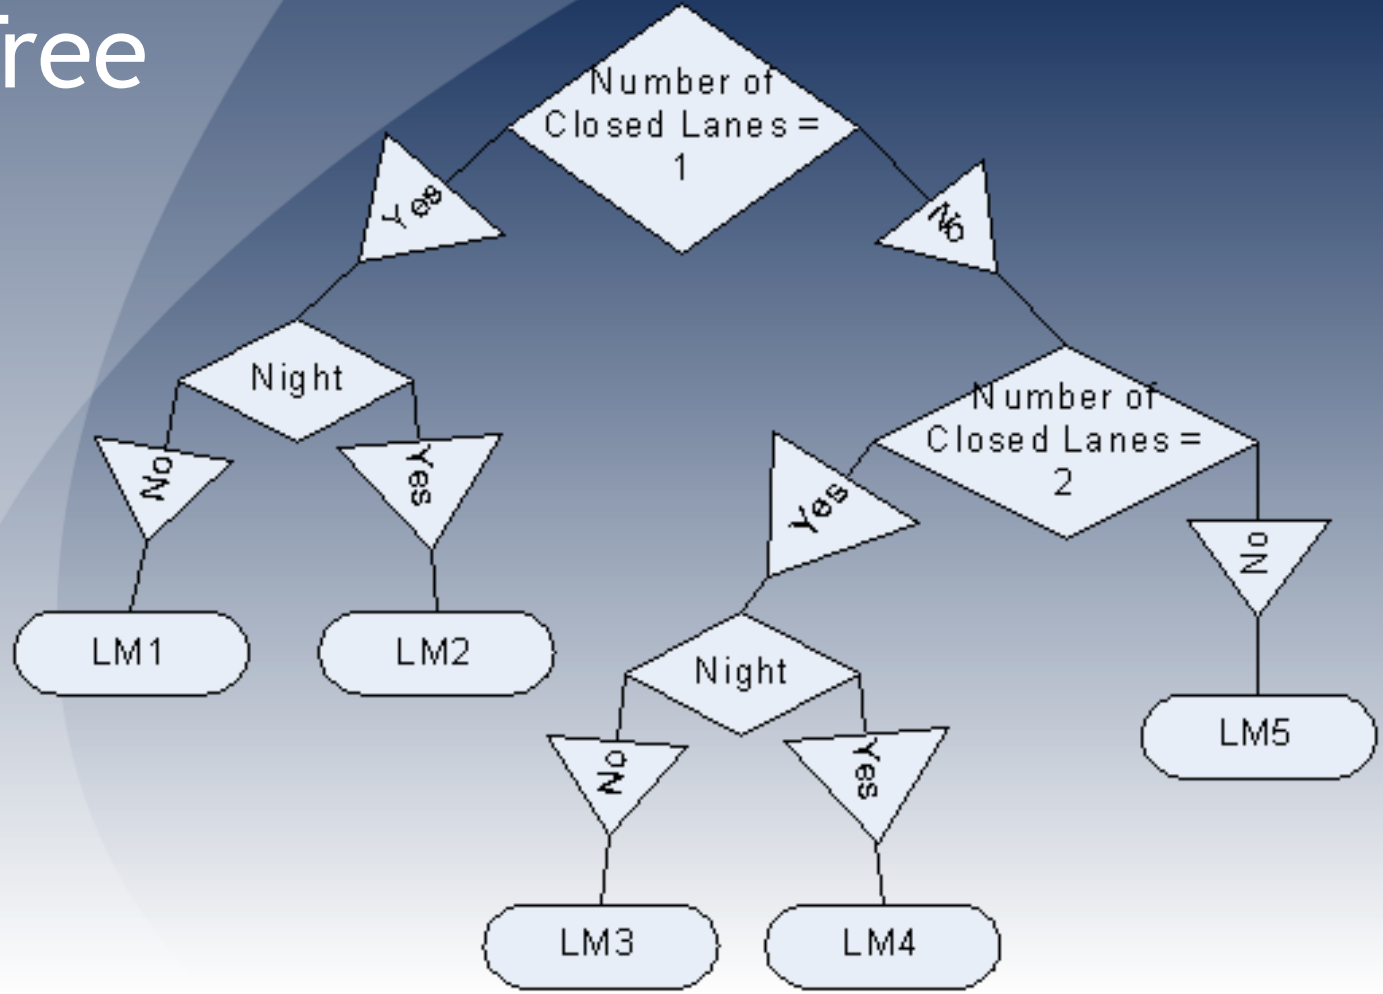 Tree
Number of
Closed Lanes =
1
Yes
No
Night
Number of
Closed Lanes =
2
No
Yes
Yes
No
LM1
LM2
Night
LM5
No
Yes
LM3
LM4